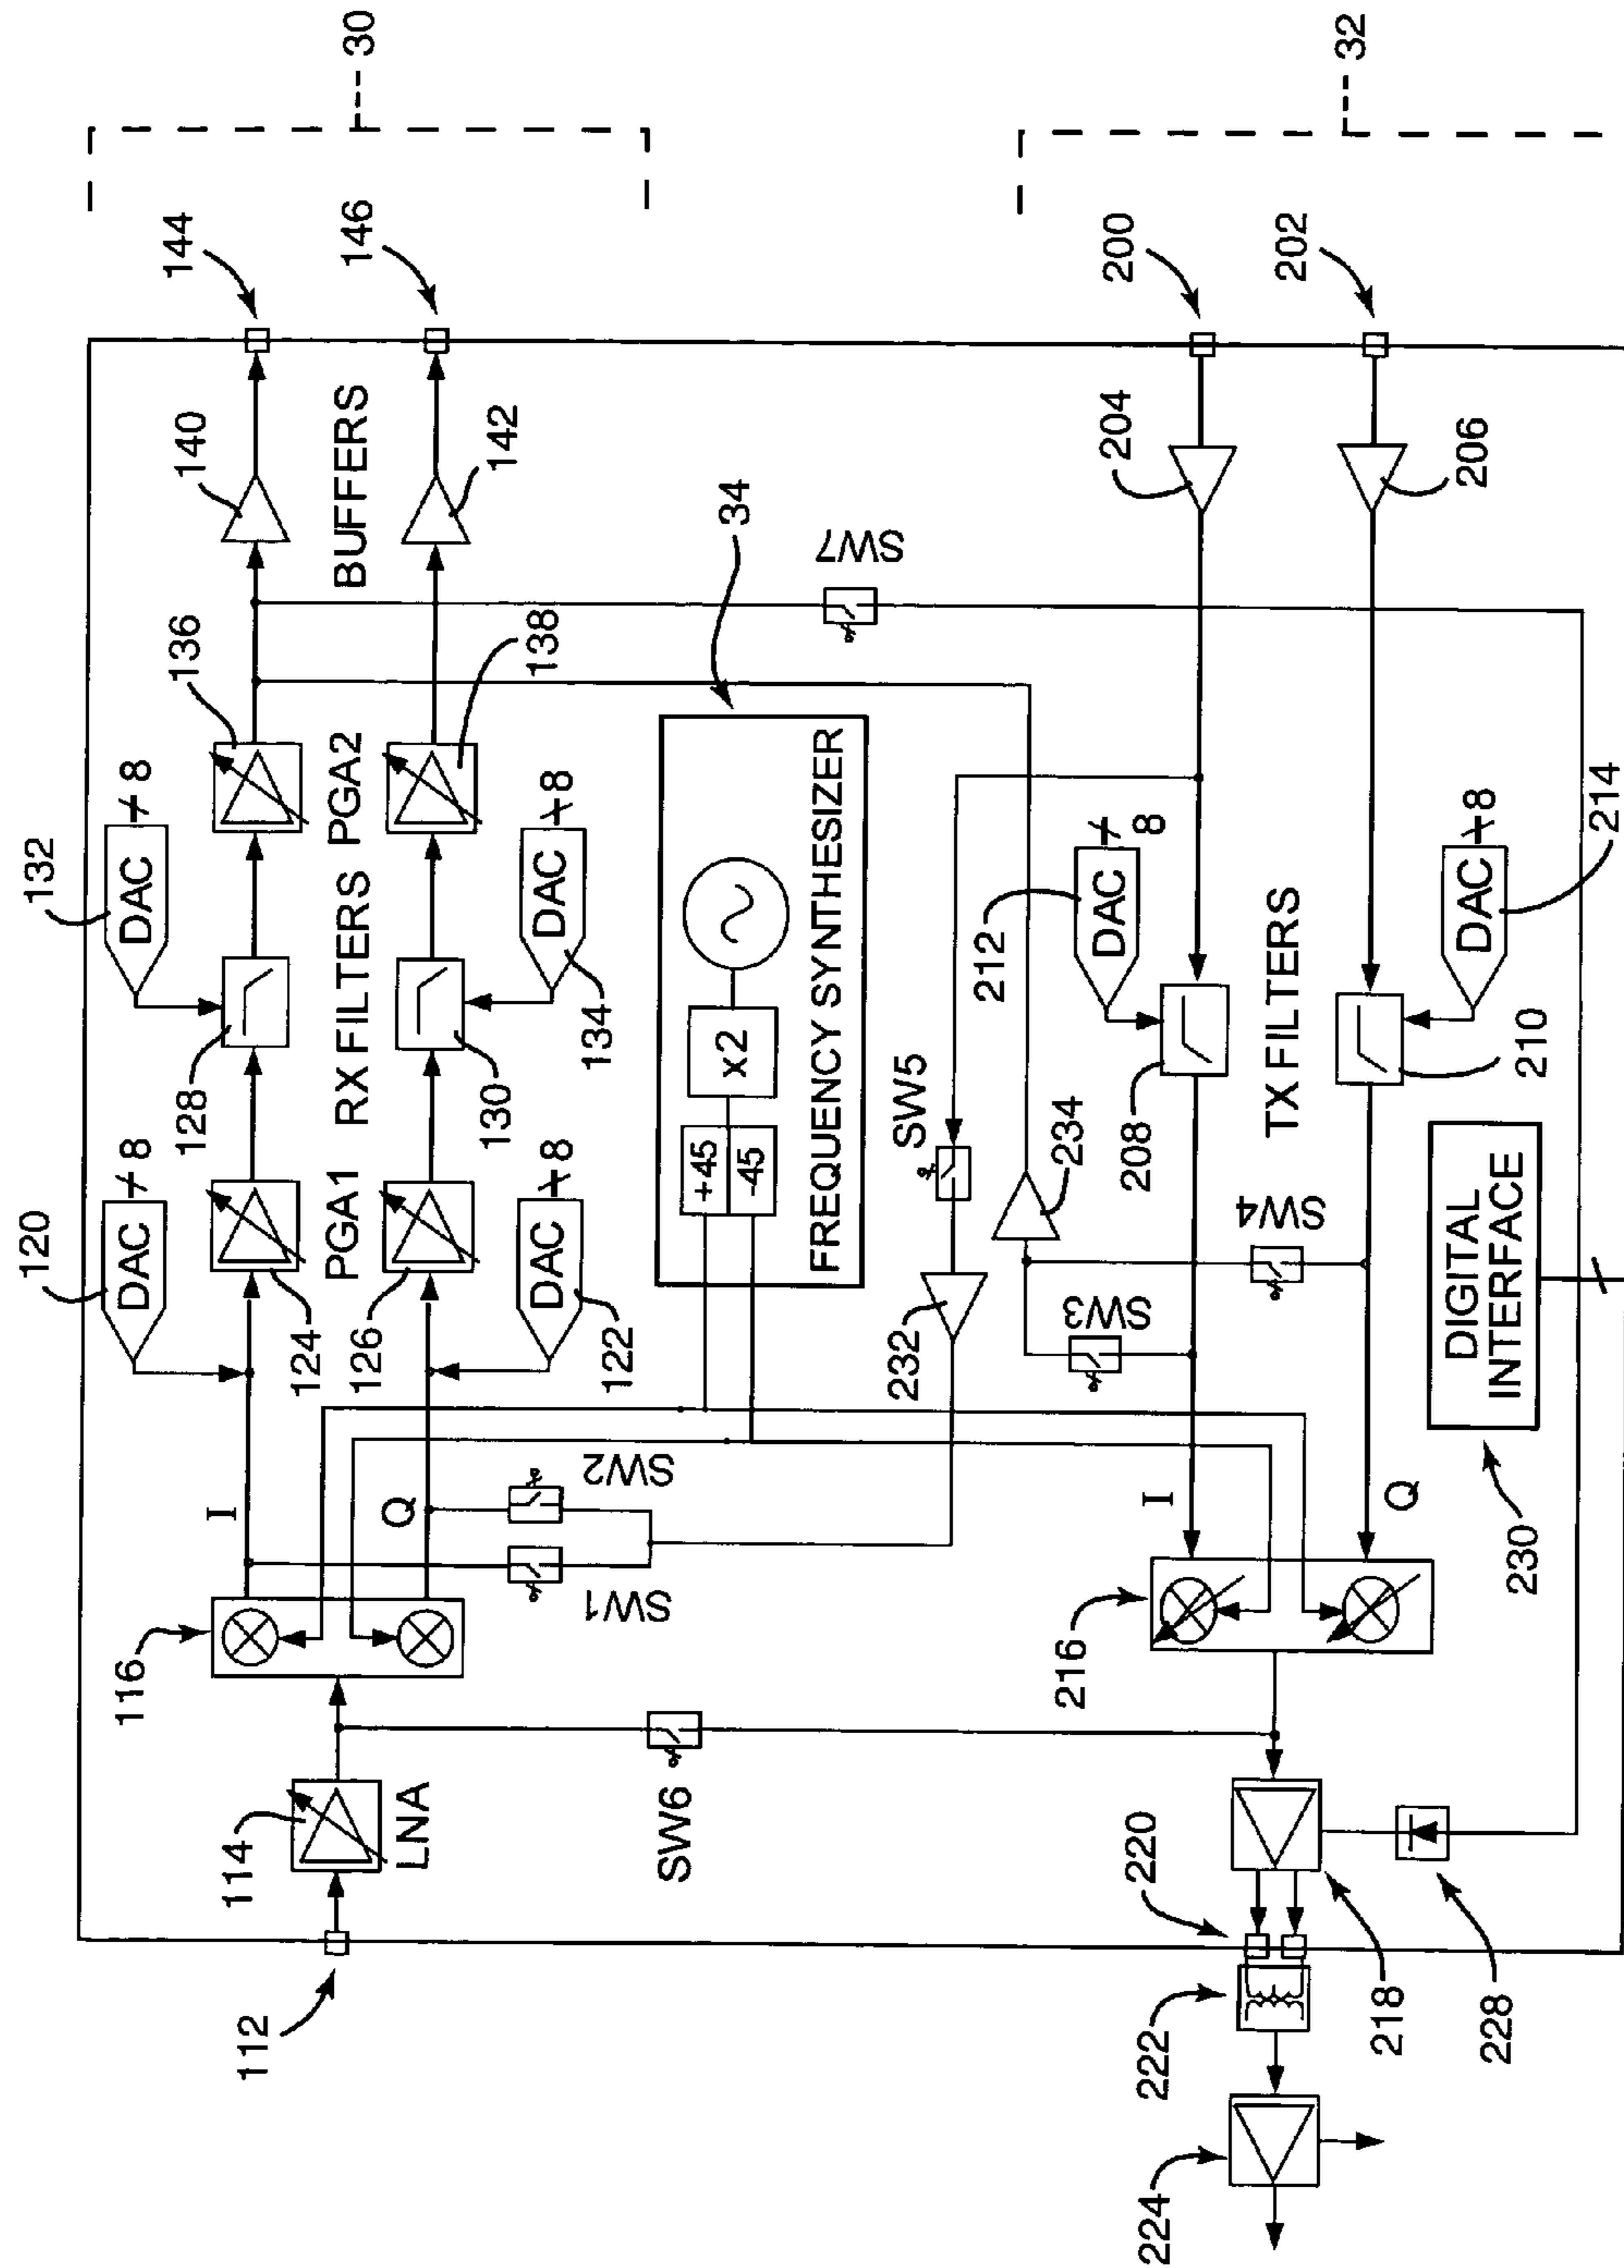 30
32
144
146
200
202
140
142
BUFFERS
34
SW7
204
206
136
138
PGA2
132
DAC
8
DAC
8
134
128
130
RX FILTERS
FREQUENCY SYNTHESIZER
x2
+45
-45
212
DAC
8
DAC
8
214
208
210
TX FILTERS
SW5
234
232
SW3
SW4
120
DAC
8
PGA1
124
126
DAC
8
122
DIGITAL
INTERFACE
230
I
Q
SW2
SW1
I
Q
116
216
114
LNA
SW6
112
220
222
218
228
224